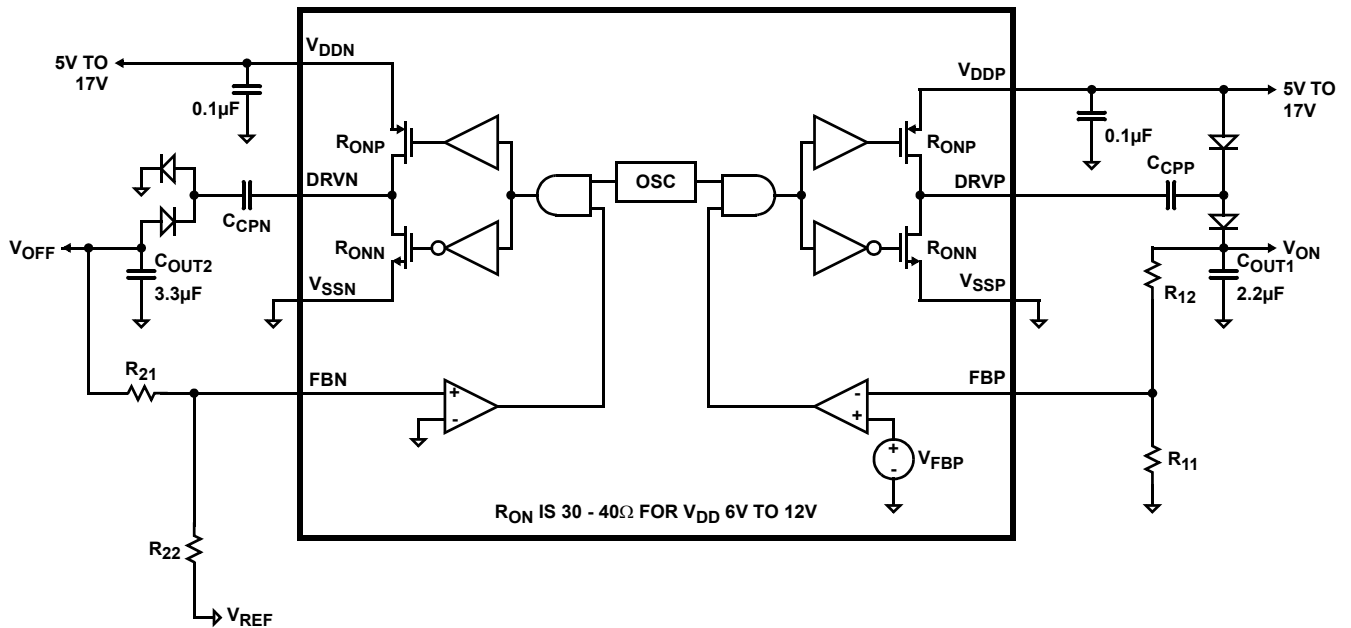 5V TO
17V
VDDN
0.1µF
RONP
DRVN
CCPN
RONN
VOFF
COUT2
3.3µF
VSSN
R21
FBN
+
-
R22
VREF
OSC
VDDP
5V TO
17V
0.1µF
RONP
CCPP
DRVP
RONN
VON
COUT1
2.2µF
R12
VSSP
FBP
-
+
+
-
VFBP
R11
RON IS 30 - 40Ω FOR VDD 6V TO 12V